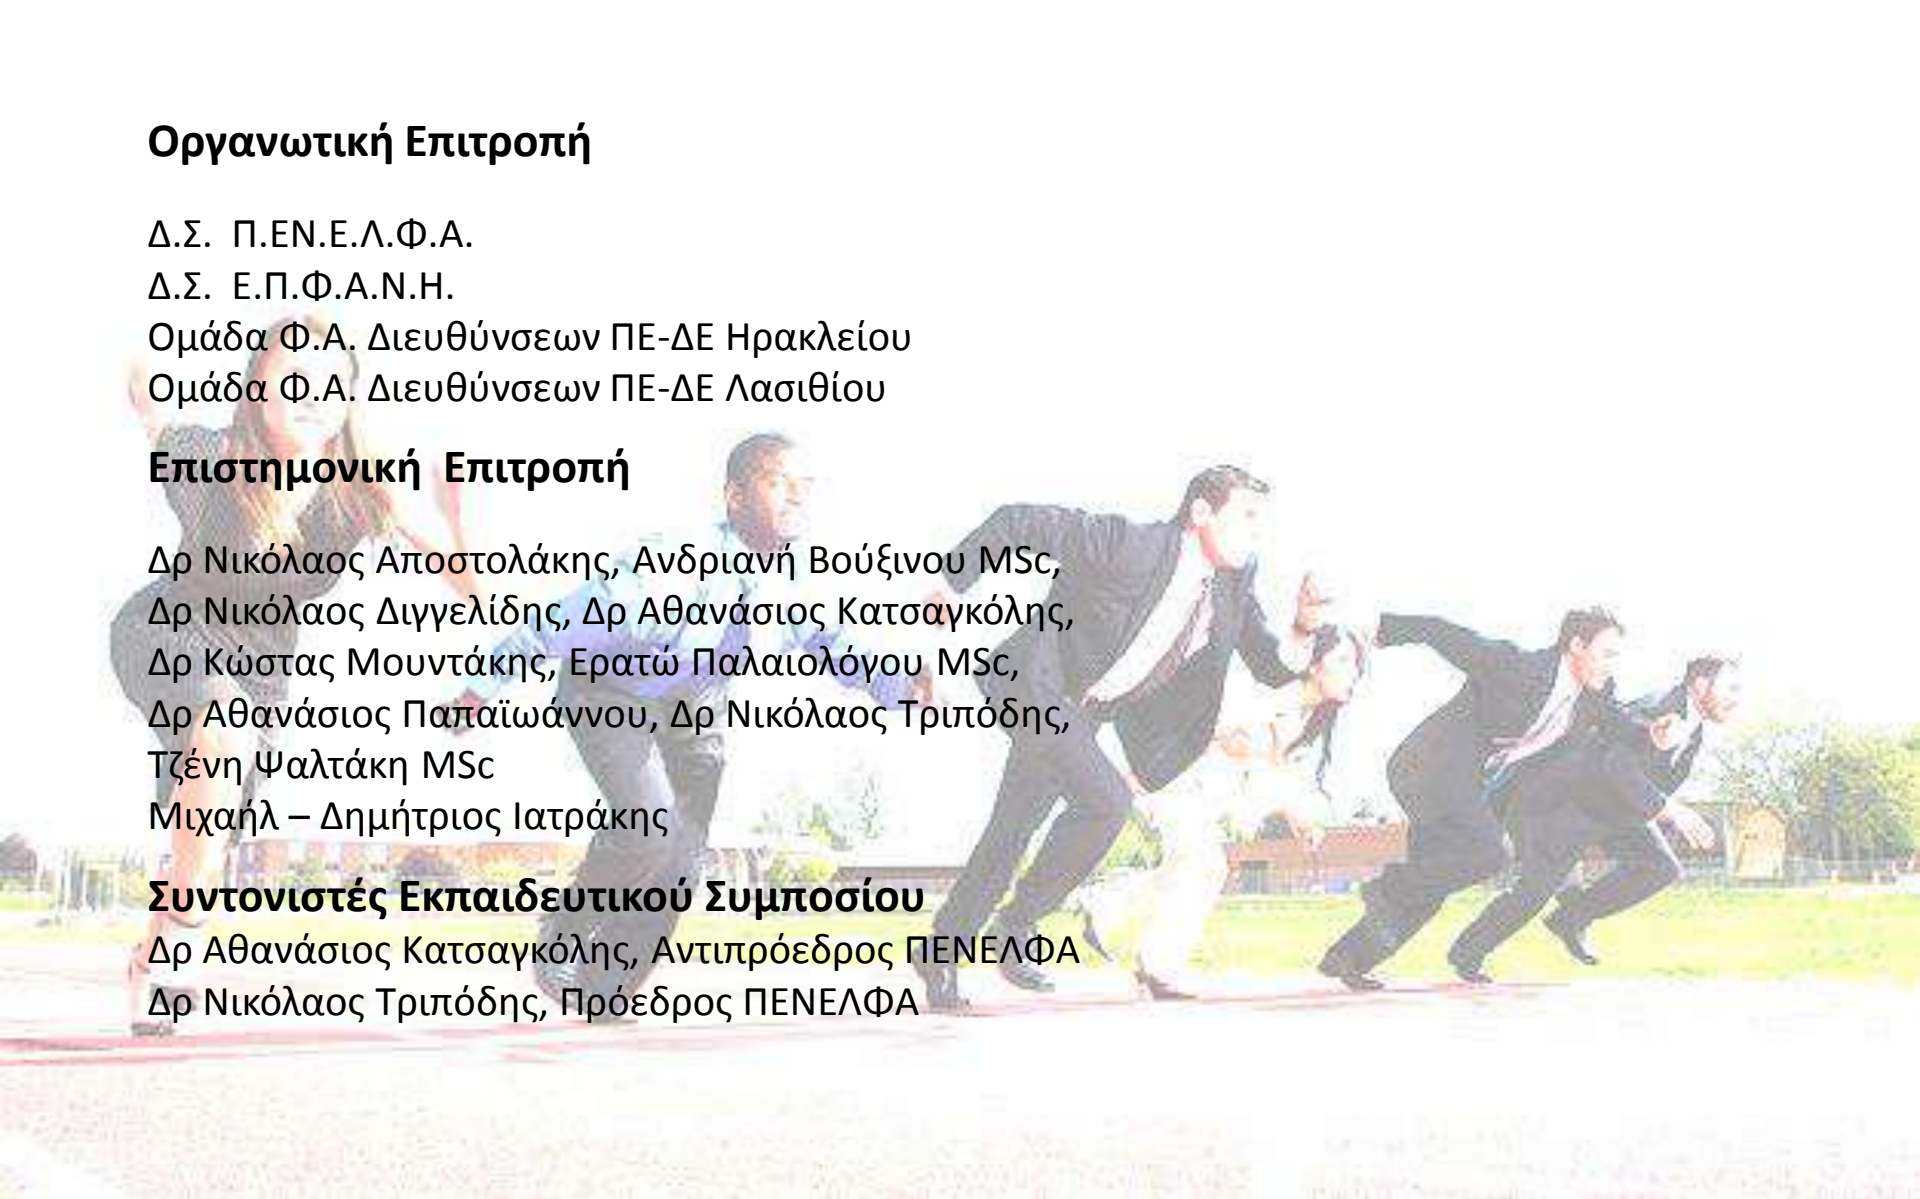 Οργανωτική Επιτροπή
Δ.Σ. Π.ΕΝ.Ε.Λ.Φ.Α.
Δ.Σ. Ε.Π.Φ.Α.Ν.Η.
Ομάδα Φ.Α. Διευθύνσεων ΠΕ-ΔΕ Ηρακλείου
Ομάδα Φ.Α. Διευθύνσεων ΠΕ-ΔΕ Λασιθίου
Επιστημονική Επιτροπή
Δρ Νικόλαος Αποστολάκης, Ανδριανή Βούξινου MSc,
Δρ Νικόλαος Διγγελίδης, Δρ Αθανάσιος Κατσαγκόλης,
Δρ Κώστας Μουντάκης, Ερατώ Παλαιολόγου MSc,
Δρ Αθανάσιος Παπαϊωάννου, Δρ Νικόλαος Τριπόδης,
Τζένη Ψαλτάκη MSc
Μιχαήλ – Δημήτριος Ιατράκης
Συντονιστές Εκπαιδευτικού Συμποσίου
Δρ Αθανάσιος Κατσαγκόλης, Αντιπρόεδρος ΠΕΝΕΛΦΑ
Δρ Νικόλαος Τριπόδης, Πρόεδρος ΠΕΝΕΛΦΑ